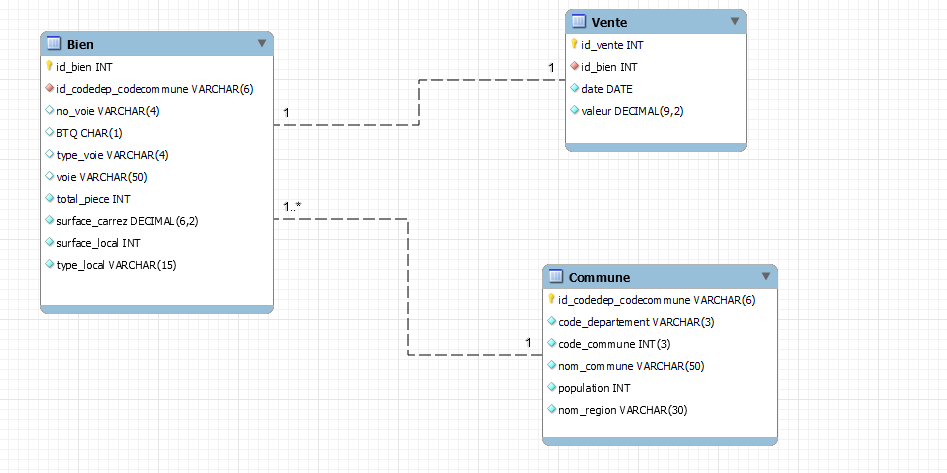 Bien
id_bien INT
id_codedep_codecommune VARCHAR(6)
no_voie VARCHAR(4)
BTQ CHAR(1)
type_voie VARCHAR(4)
voie VARCHAR(50)
total_piece INT
surface_carrez DECIMAL(6,2)
surface_local INT
type_local VARCHAR(15)
1
1
Vente
id_vente INT
id_bien INT
date DATE
valeur DECIMAL(9,2)
1..*
1
Commune
id_codedep_codecommune VARCHAR(6)
code_departement VARCHAR(3)
code_commune INT(3)
nom_commune VARCHAR(50)
population INT
nom_region VARCHAR(30)